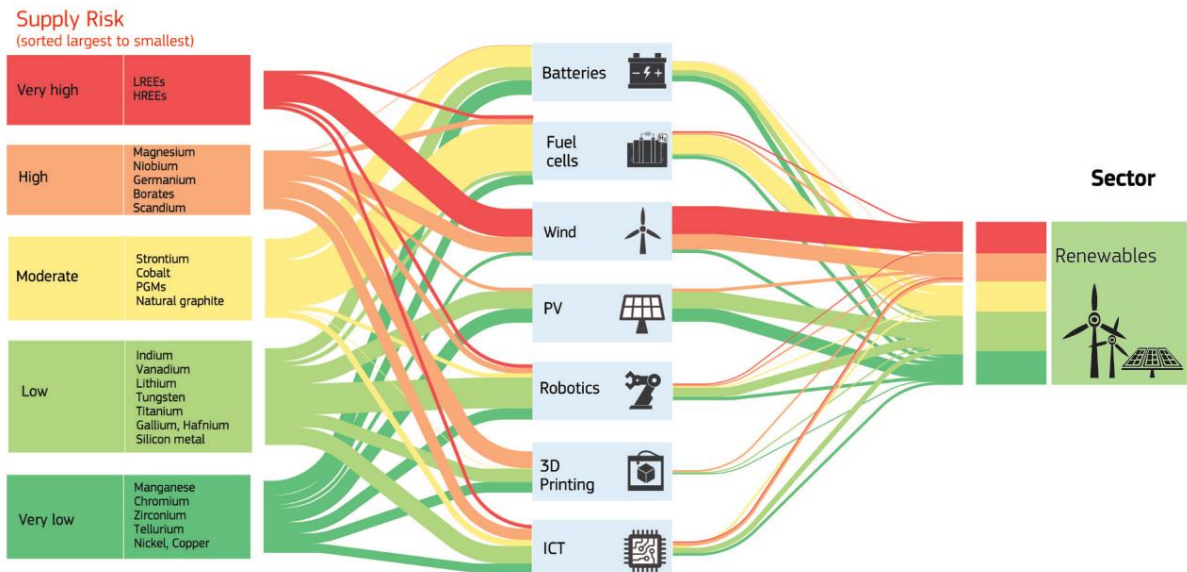 Supply Risk
(sorted largest to smallest)
Very high
LREEs
HREEs
High
Magnesium
Niobium
Germanium
Borates
Scandium
Moderate
Strontium
Cobalt
PGMs
Natural graphite
Low
Indium
Vanadium
Lithium
Tungsten
Titanium
Gallium, Hafnium
Silicon metal
Very low
Manganese
Chromium
Zirconium
Tellurium
Nickel, Copper
Batteries
Fuel
cells
H₂
Wind
PV
Robotics
3D
Printing
ICT
Sector
Renewables